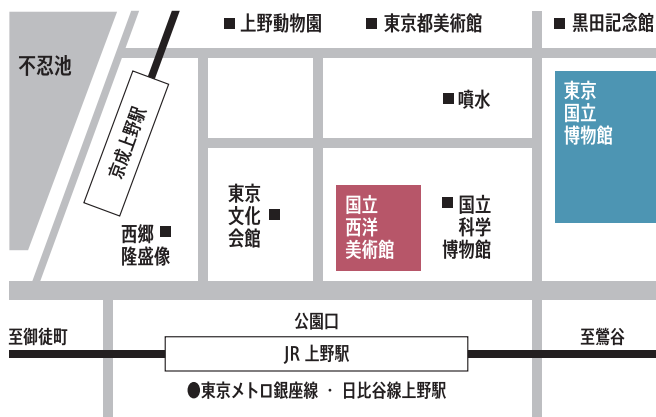 ■上野動物園
■東京都美術館
■黒田記念館
不忍池
京成上野駅
■噴水
東京
国立
博物館
西郷■
隆盛像
東京
文化■
会館
国立
西洋
美術館
■国立
科学
博物館
公園口
至御徒町
JR 上野駅
至鶯谷
●東京メトロ銀座線 ・ 日比谷線上野駅